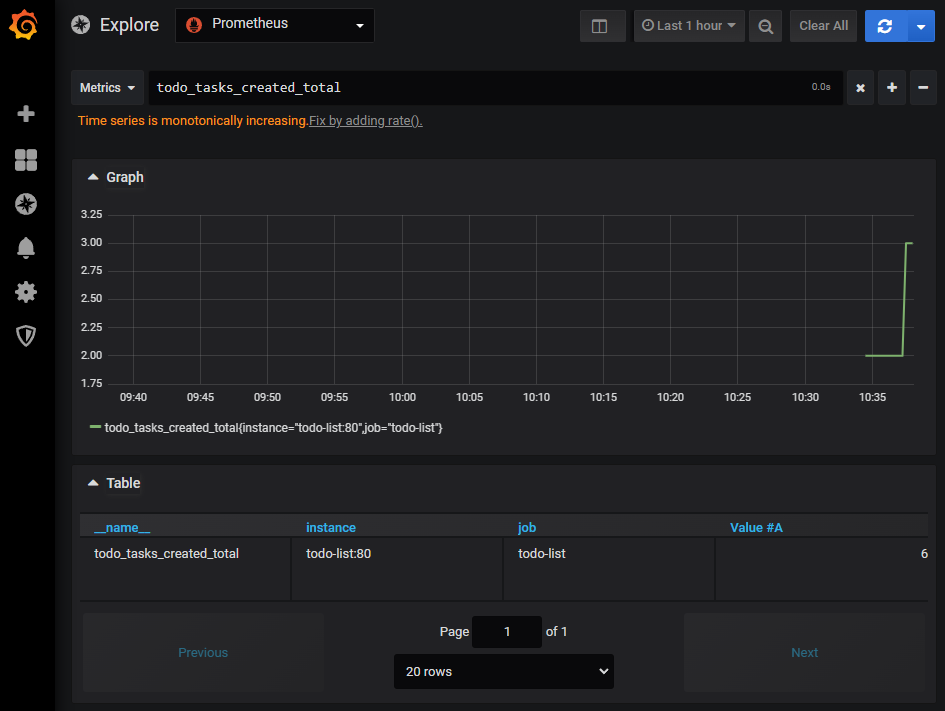 Explore Prometheus Last 1 hour Clear All
Metrics todo_tasks_created_total 0.0s
Time series is monotonically increasing.Fix by adding rate().
Graph
3.25
3.00
2.75
2.50
2.25
2.00
1.75
09:40 09:45 09:50 09:55 10:00 10:05 10:10 10:15 10:20 10:25 10:30 10:35
todo_tasks_created_total{instance="todo-list:80",job="todo-list"}
Table
__name__ instance job Value #A
todo_tasks_created_total todo-list:80 todo-list 6
Page 1 of 1
Previous Next
20 rows